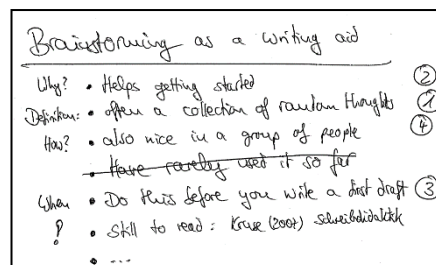 Brainstorming as a writing aid
Why? • Helps getting started ②
Definition: • often a collection of random thoughts ①
How? • also nice in a group of people ④
• Have rarely used it so far
When • Do this before you write a first draft ③
? • Still to read: Kruse (2007) Schreibdidaktik
• ...